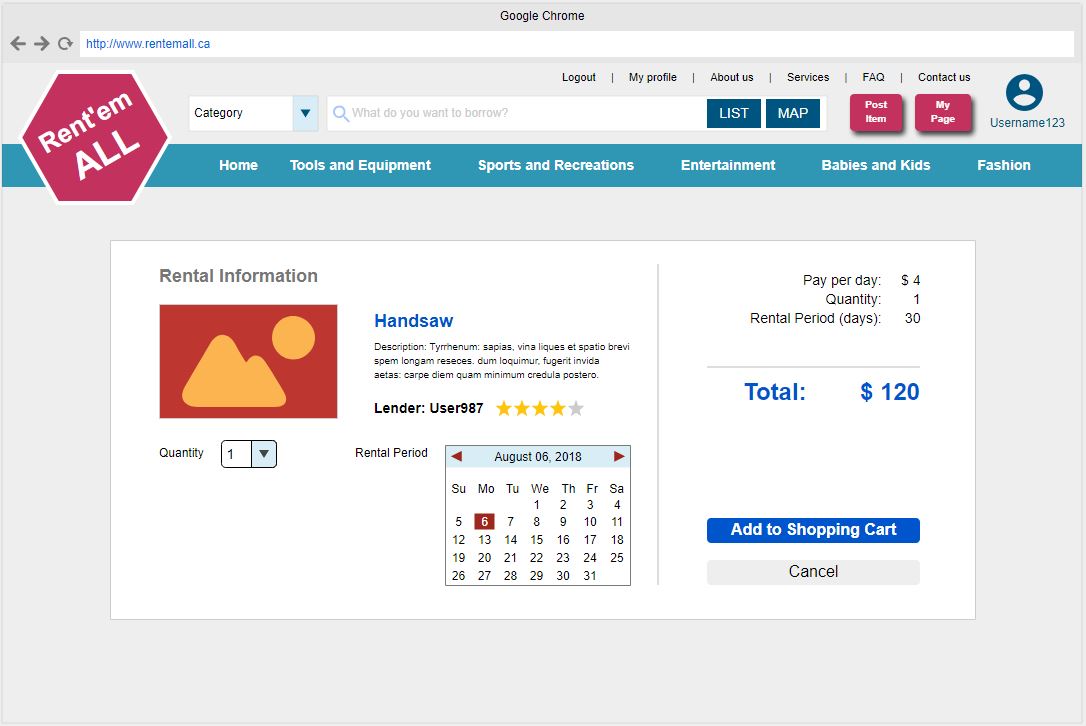 Google Chrome
http://www.rentemall.ca
Logout | My profile | About us | Services | FAQ | Contact us
Rent'em
ALL
Category
What do you want to borrow?
LIST
MAP
Post
Item
My
Page
Username123
Home Tools and Equipment Sports and Recreations Entertainment Babies and Kids Fashion
Rental Information
Handsaw
Description: Tyrrhenum: sapias, vina liques et spatio brevi
spem longam reseces. dum loquimur, fugerit invida
aetas: carpe diem quam minimum credula postero.
Lender: User987
Quantity 1
Rental Period
August 06, 2018
Su Mo Tu We Th Fr Sa
1 2 3 4
5 6 7 8 9 10 11
12 13 14 15 16 17 18
19 20 21 22 23 24 25
26 27 28 29 30 31
Pay per day: $ 4
Quantity: 1
Rental Period (days): 30
Total: $ 120
Add to Shopping Cart
Cancel